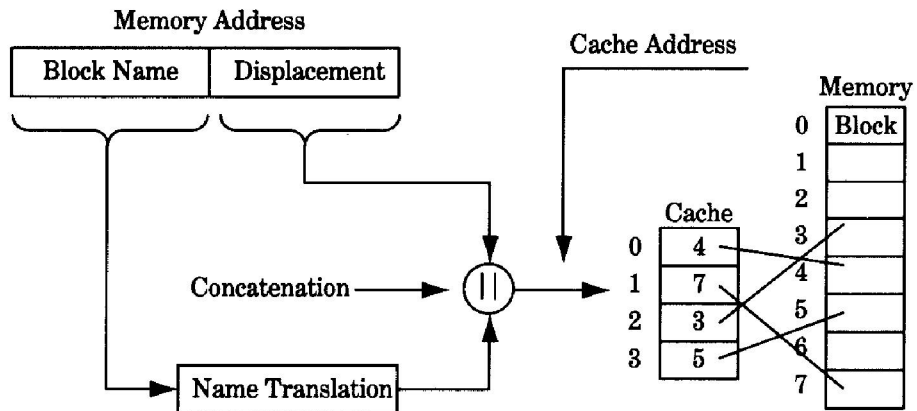 Memory Address
Block Name Displacement
Cache Address
Memory
0 Block
1
2
3
4
5
6
7
Cache
0 4
1 7
2 3
3 5
Concatenation ||
Name Translation